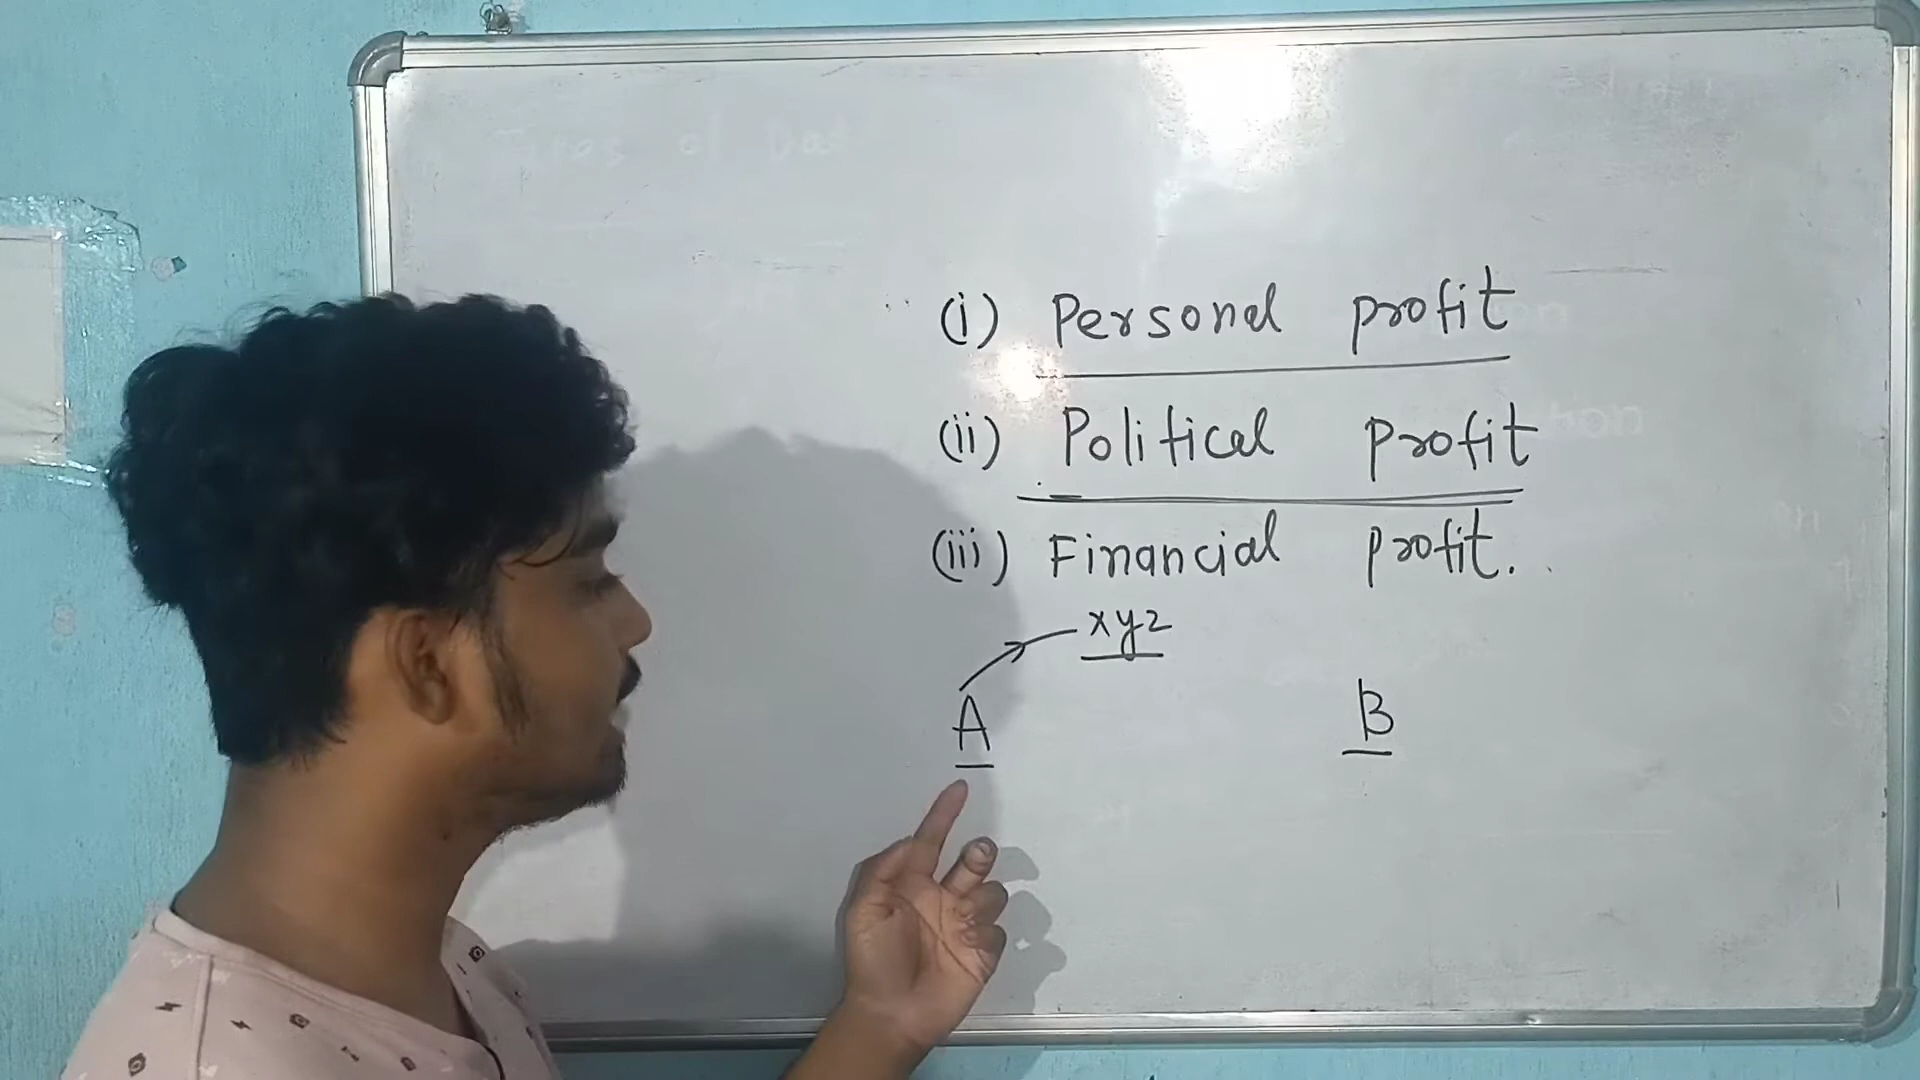 (i) Personal profit
(ii) Political profit
(iii) Financial profit.
xyz
A B